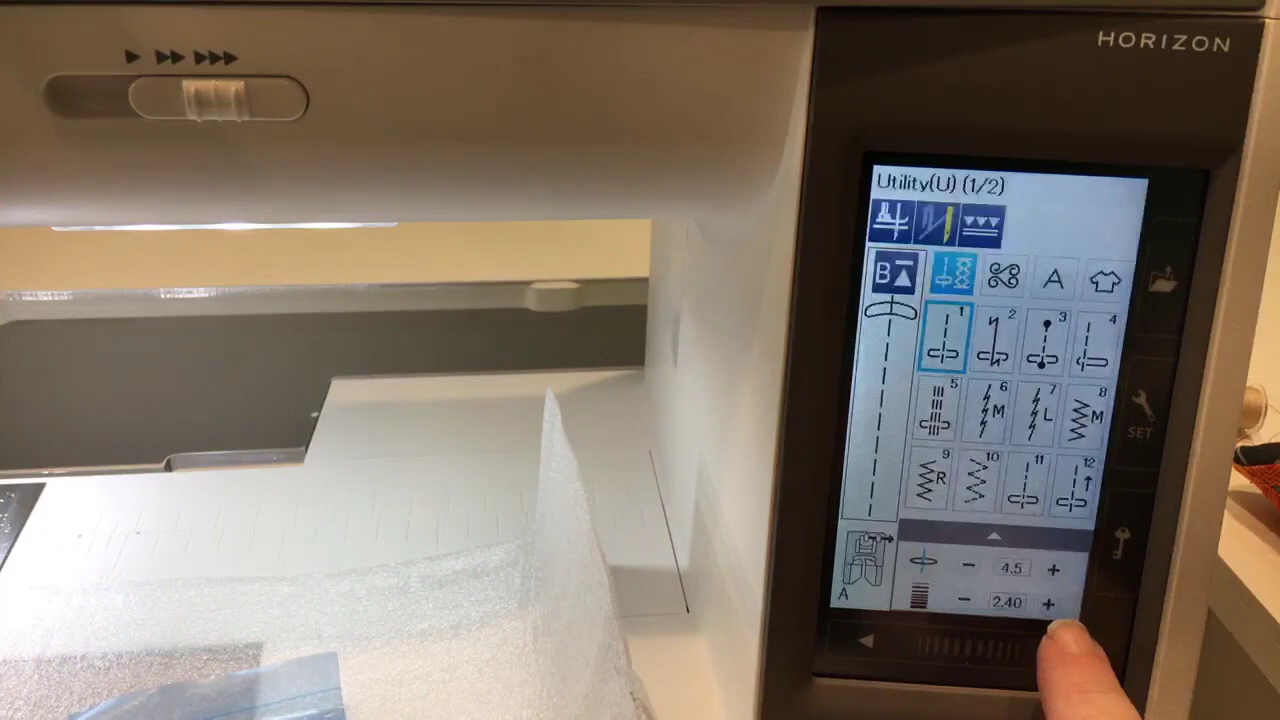 HORIZON
Utility(U) (1/2)
B A
1 2 3 4
5 6 M 7 L 8 M
9 R 10 11 12
SET
− 4.5 +
A
− 2.40 +